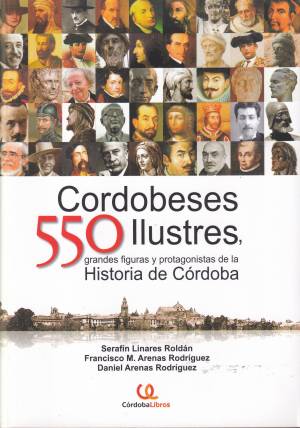 Cordobeses
550 Ilustres,
grandes figuras y protagonistas de la
Historia de Córdoba
Serafín Linares Roldán
Francisco M. Arenas Rodríguez
Daniel Arenas Rodríguez
CórdobaLibros